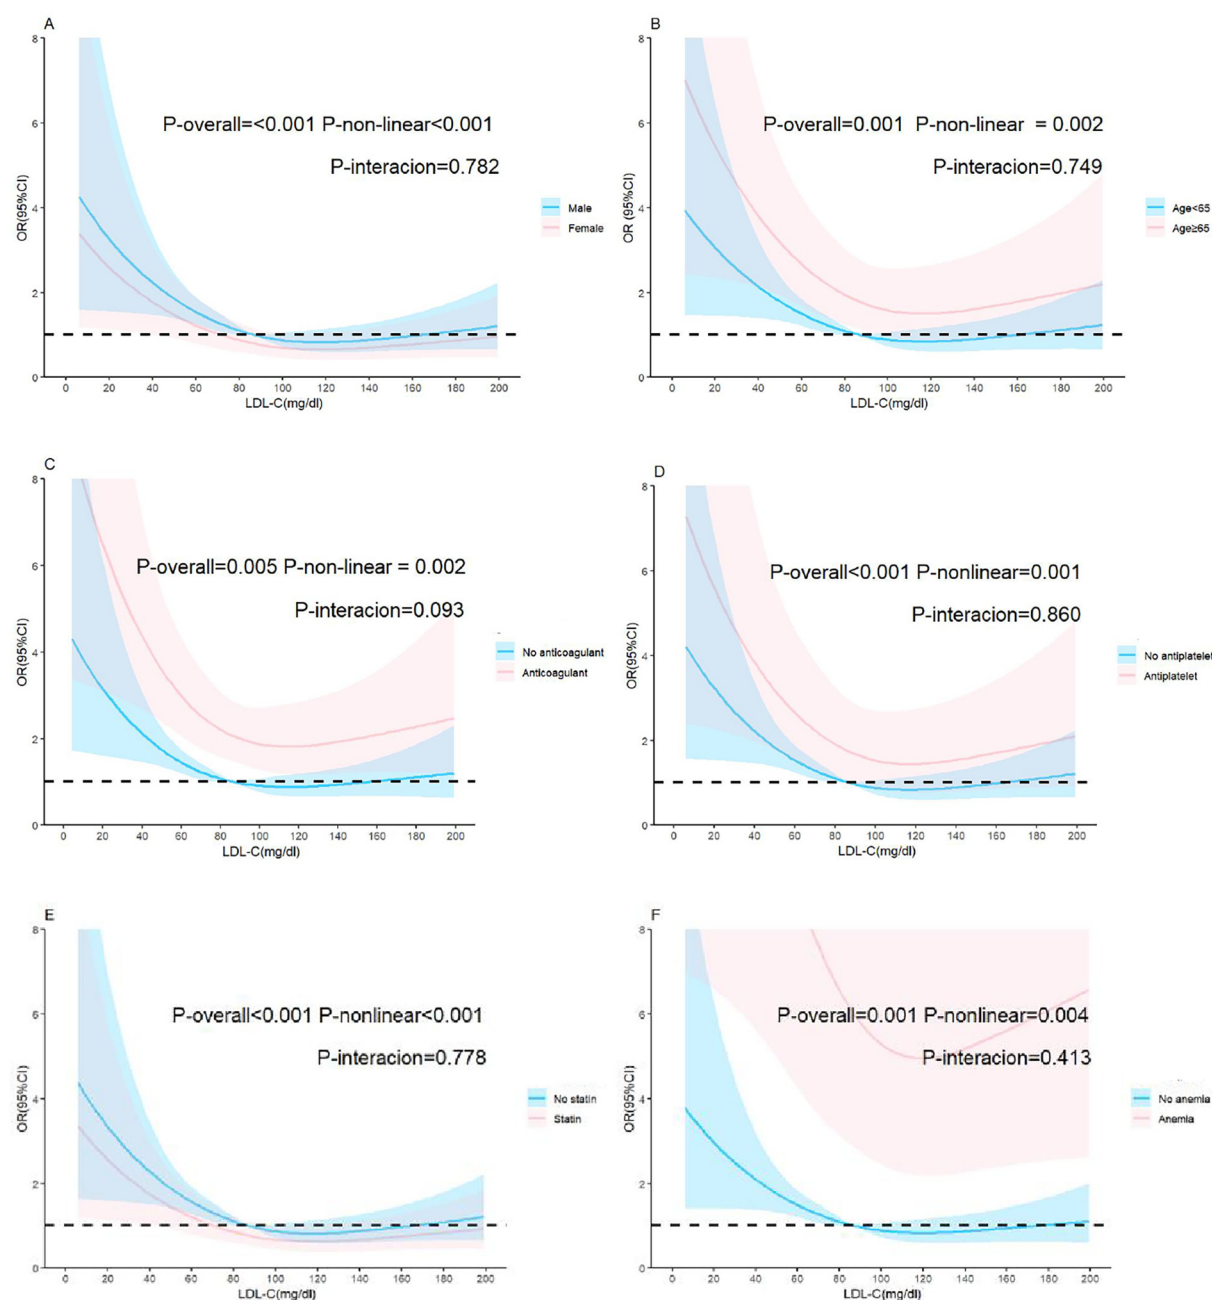 A
8
6
4
2
0
OR(95%CI)
P-overall=<0.001 P-non-linear<0.001
P-interacion=0.782
Male
Female
0 20 40 60 80 100 120 140 160 180 200
LDL-C(mg/dl)
B
8
6
4
2
0
OR (95%CI)
P-overall=0.001 P-non-linear = 0.002
P-interacion=0.749
Age<65
Age≥65
0 20 40 60 80 100 120 140 160 180 200
LDL-C(mg/dl)
C
8
6
4
2
0
OR(95%CI)
P-overall=0.005 P-non-linear = 0.002
P-interacion=0.093
No anticoagulant
Anticoagulant
0 20 40 60 80 100 120 140 160 180 200
LDL-C(mg/dl)
D
8
6
4
2
0
OR(95%CI)
P-overall<0.001 P-nonlinear=0.001
P-interacion=0.860
No antiplatelet
Antiplatelet
0 20 40 60 80 100 120 140 160 180 200
LDL-C(mg/dl)
E
8
6
4
2
0
OR(95%CI)
P-overall<0.001 P-nonlinear<0.001
P-interacion=0.778
No statin
Statin
0 20 40 60 80 100 120 140 160 180 200
LDL-C(mg/dl)
F
8
6
4
2
0
OR(95%CI)
P-overall=0.001 P-nonlinear=0.004
P-interacion=0.413
No anemia
Anemia
0 20 40 60 80 100 120 140 160 180 200
LDL-C(mg/dl)